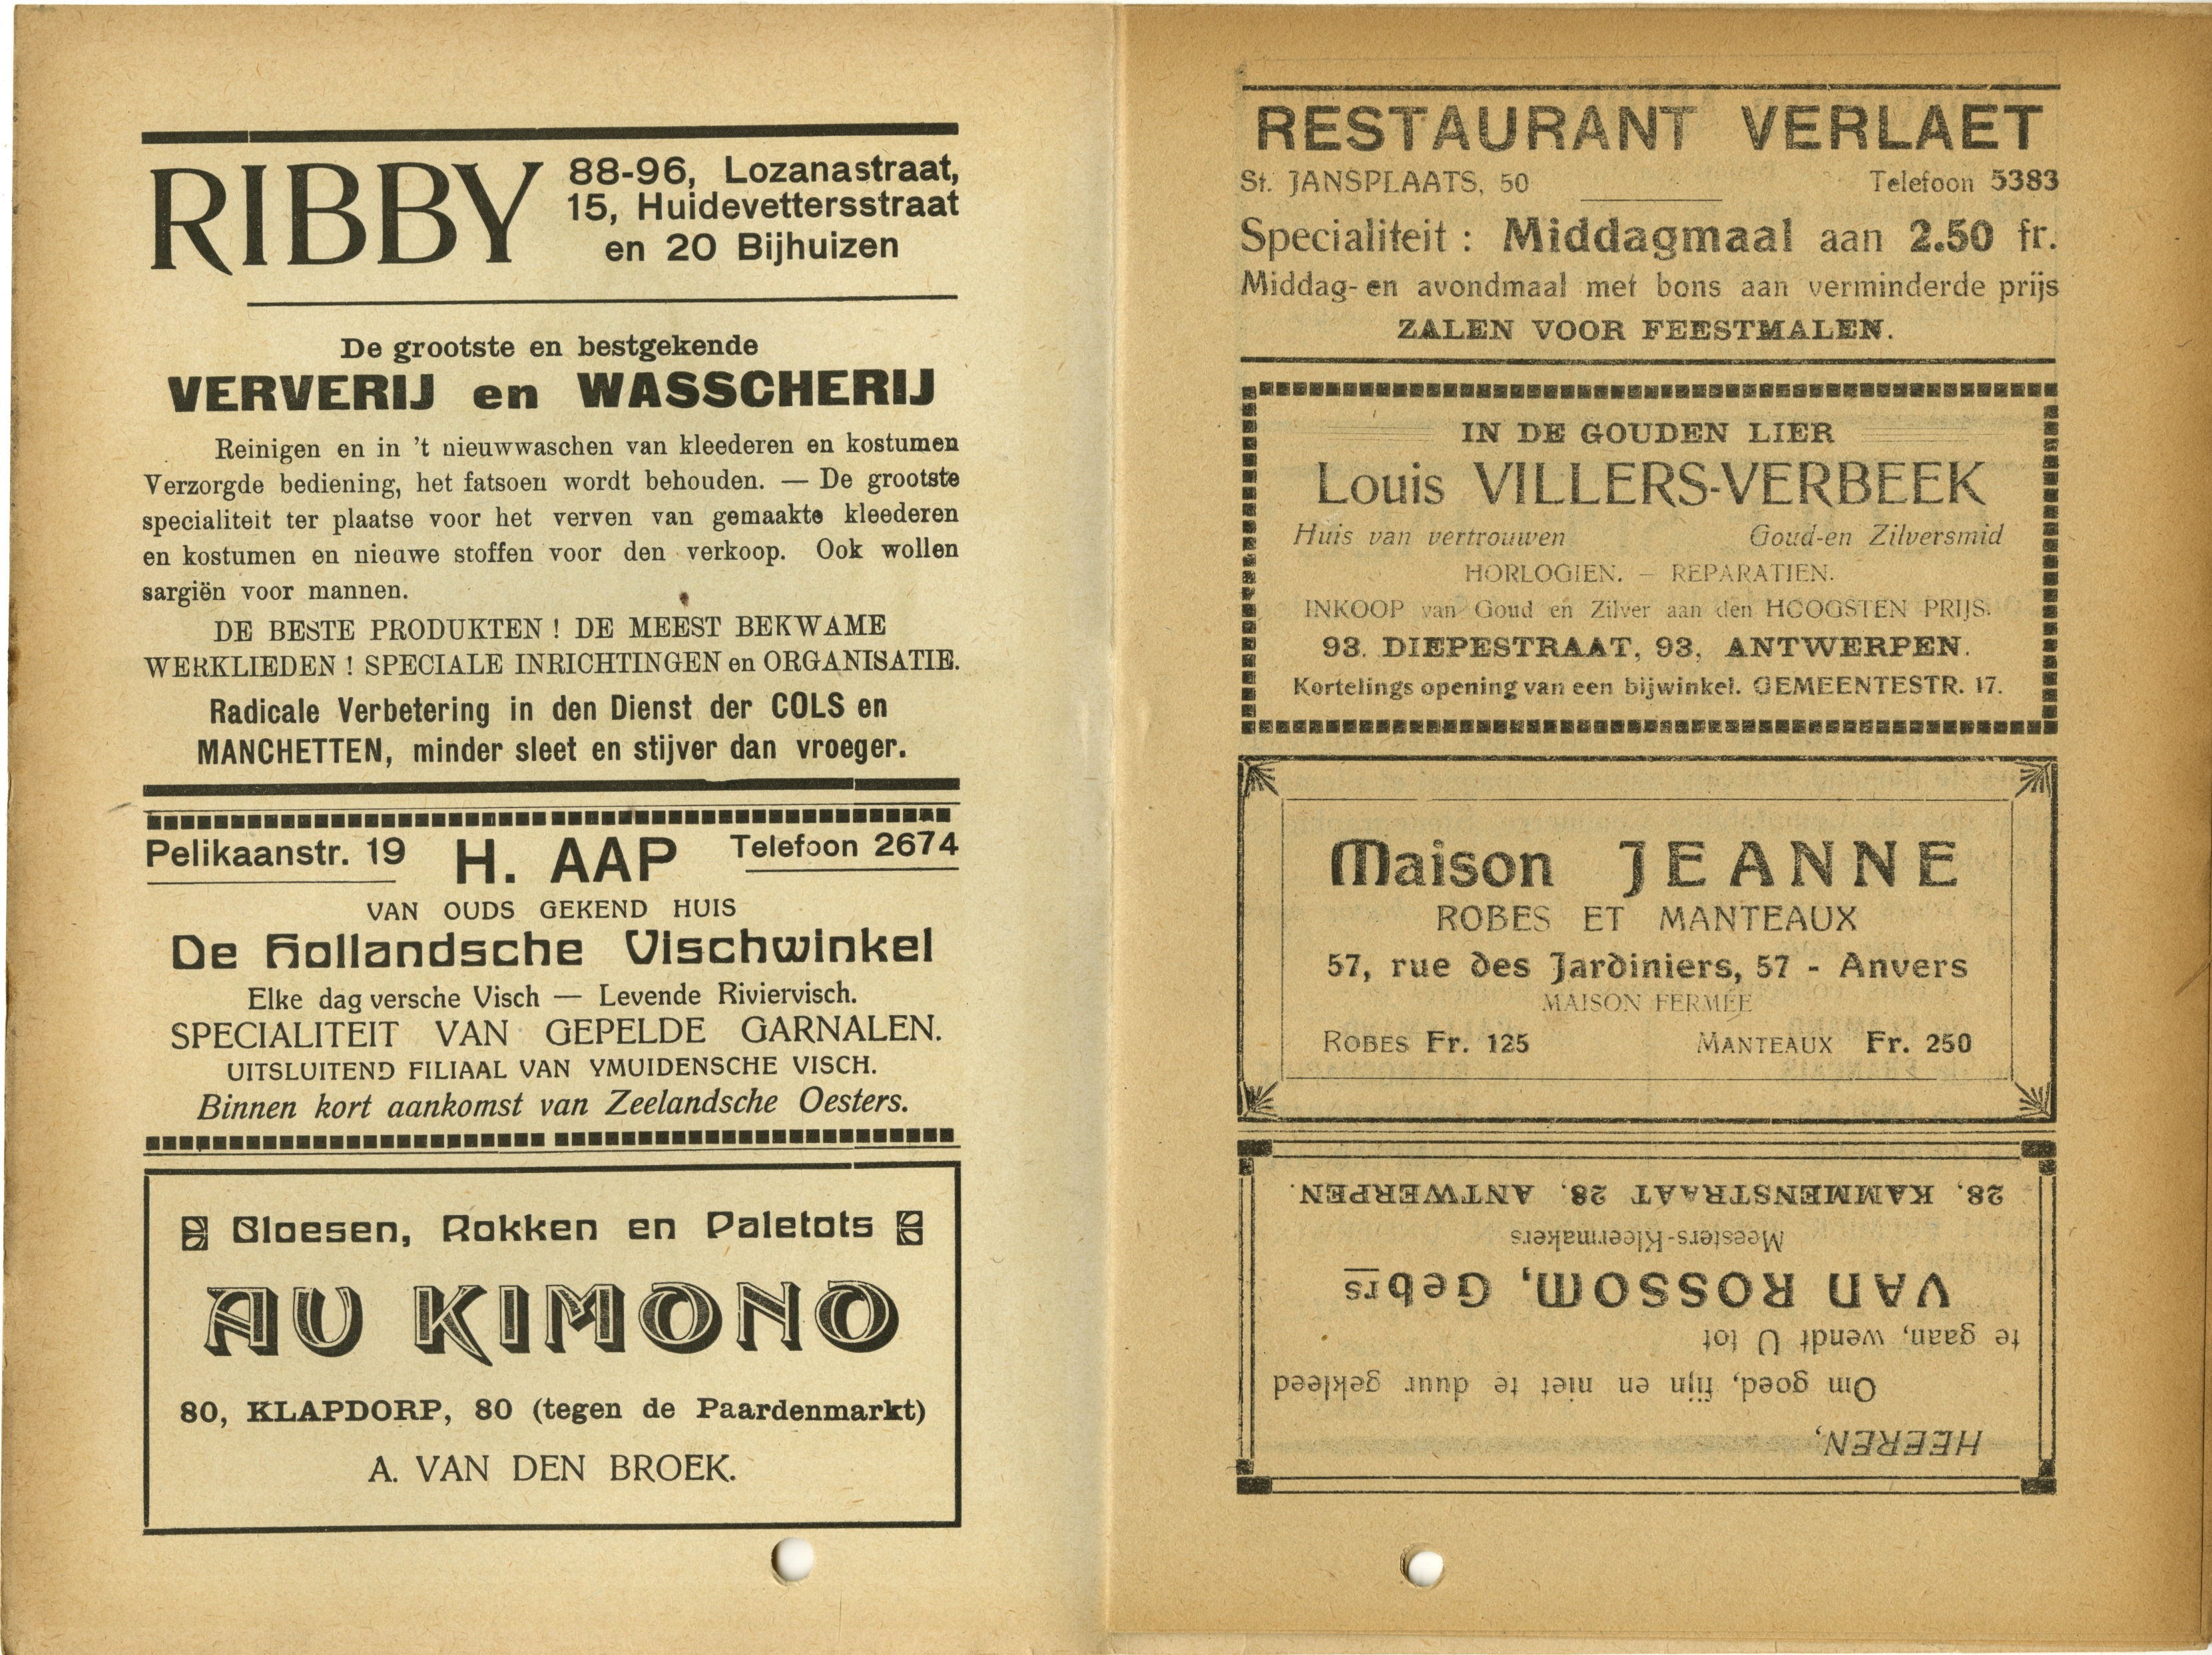 RIBBY
88-96, Lozanastraat,
15, Huidevettersstraat
en 20 Bijhuizen
De grootste en bestgekende
VERVERIJ en WASSCHERIJ
Reinigen en in 't nieuwwaschen van kleederen en kostumen
Verzorgde bediening, het fatsoen wordt behouden. — De grootste
specialiteit ter plaatse voor het verven van gemaakte kleederen
en kostumen en nieuwe stoffen voor den verkoop. Ook wollen
sargiën voor mannen.
DE BESTE PRODUKTEN ! DE MEEST BEKWAME
WERKLIEDEN ! SPECIALE INRICHTINGEN en ORGANISATIE.
Radicale Verbetering in den Dienst der COLS en
MANCHETTEN, minder sleet en stijver dan vroeger.
Pelikaanstr. 19 H. AAP Telefoon 2674
VAN OUDS GEKEND HUIS
De Hollandsche Vischwinkel
Elke dag versche Visch — Levende Riviervisch.
SPECIALITEIT VAN GEPELDE GARNALEN.
UITSLUITEND FILIAAL VAN YMUIDENSCHE VISCH.
Binnen kort aankomst van Zeelandsche Oesters.
Bloesen, Rokken en Paletots
AU KIMONO
80, KLAPDORP, 80 (tegen de Paardenmarkt)
A. VAN DEN BROEK.
RESTAURANT VERLAET
St. JANSPLAATS, 50 Telefoon 5383
Specialiteit : Middagmaal aan 2.50 fr.
Middag- en avondmaal met bons aan verminderde prijs
ZALEN VOOR FEESTMALEN.
IN DE GOUDEN LIER
Louis VILLERS-VERBEEK
Huis van vertrouwen Goud-en Zilversmid
HORLOGIEN. — REPARATIEN.
INKOOP van Goud en Zilver aan den HOOGSTEN PRIJS.
93. DIEPESTRAAT, 93, ANTWERPEN.
Kortelings opening van een bijwinkel. GEMEENTESTR. 17.
Maison JEANNE
ROBES ET MANTEAUX
57, rue des Jardiniers, 57 - Anvers
MAISON FERMÉE
ROBES Fr. 125 MANTEAUX Fr. 250
HEEREN,
Om goed, fijn en niet te duur gekleed
te gaan, wendt U tot
VAN ROSSOM, Gebrs
Meesters-Kleermakers
28, KAMMENSTRAAT 28, ANTWERPEN.